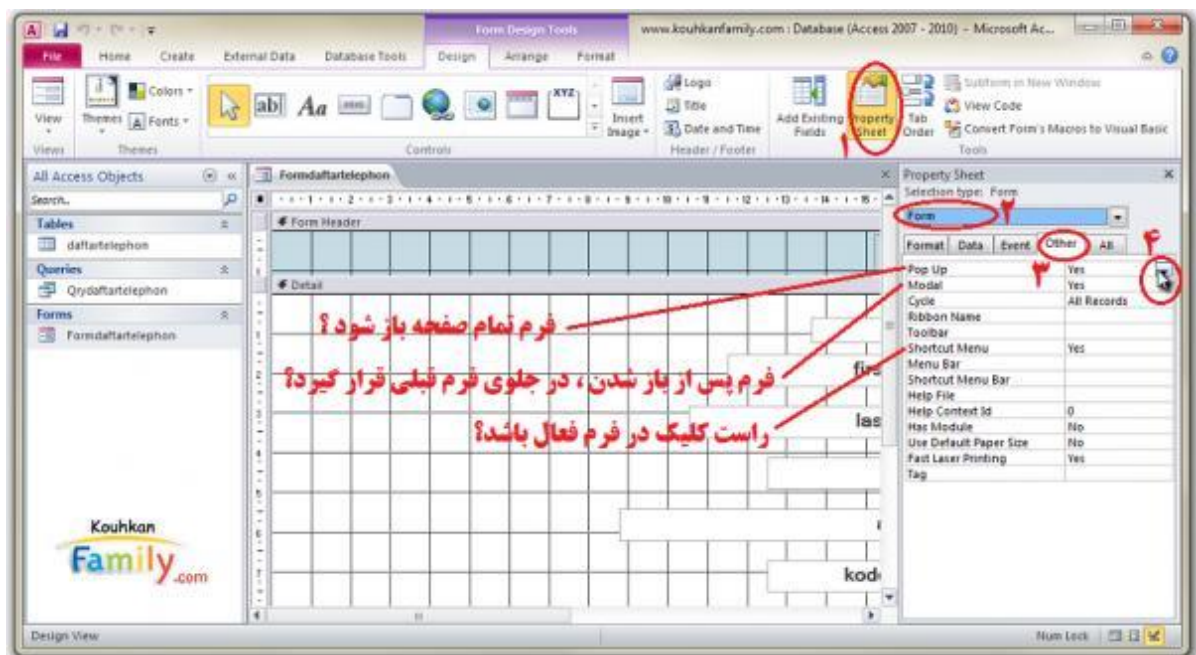 Form Design Tools
www.kouhkanfamily.com : Database (Access 2007 - 2010) - Microsoft Ac...
File Home Create External Data Database Tools Design Arrange Format
View
Views
Themes
Colors
Fonts
Themes
Controls
Insert Image
Logo
Title
Date and Time
Header / Footer
Add Existing Fields
Property Sheet
۱
Tab Order
Subform in New Window
View Code
Convert Form's Macros to Visual Basic
Tools
All Access Objects
Search..
Tables
daftartelephon
Queries
Qrydaftartelephon
Forms
Formdaftartelephon
Kouhkan
Family.com
Formdaftartelephon
Form Header
Detail
فرم تمام صفحه باز شود ؟
فرم پس از باز شدن ، در جلوی فرم قبلی قرار گیرد؟
راست کلیک در فرم فعال باشد؟
las
kod
Property Sheet
Selection type: Form
Form
۲
Format Data Event Other All
۳
۴
Pop Up Yes
Modal Yes
Cycle All Records
Ribbon Name
Toolbar
Shortcut Menu Yes
Menu Bar
Shortcut Menu Bar
Help File
Help Context Id 0
Has Module No
Use Default Paper Size No
Fast Laser Printing Yes
Tag
Design View
Num Lock